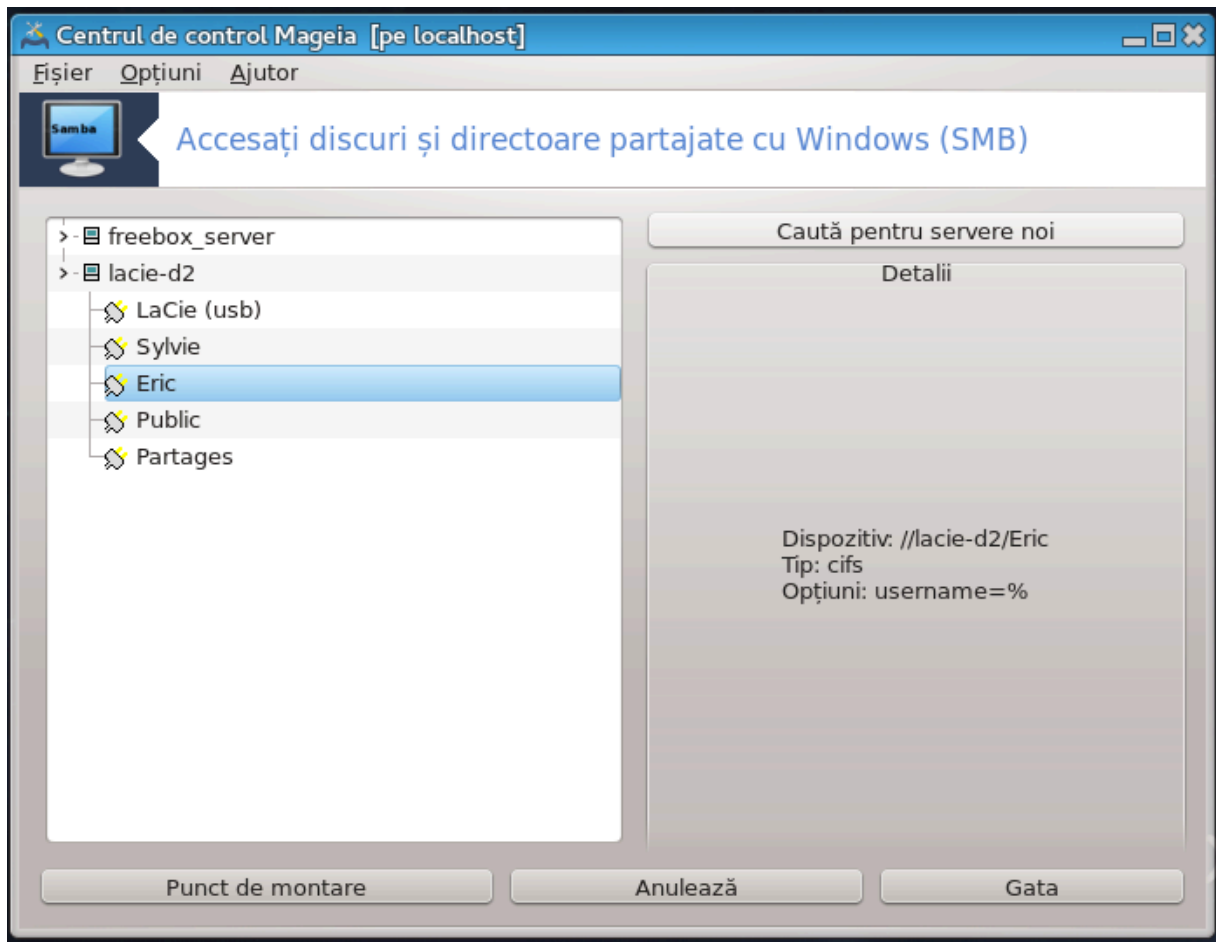 Centrul de control Mageia [pe localhost]
Fișier Opțiuni Ajutor
Samba
Accesați discuri și directoare partajate cu Windows (SMB)
freebox_server
lacie-d2
LaCie (usb)
Sylvie
Eric
Public
Partages
Caută pentru servere noi
Detalii
Dispozitiv: //lacie-d2/Eric
Tip: cifs
Opțiuni: username=%
Punct de montare
Anulează
Gata